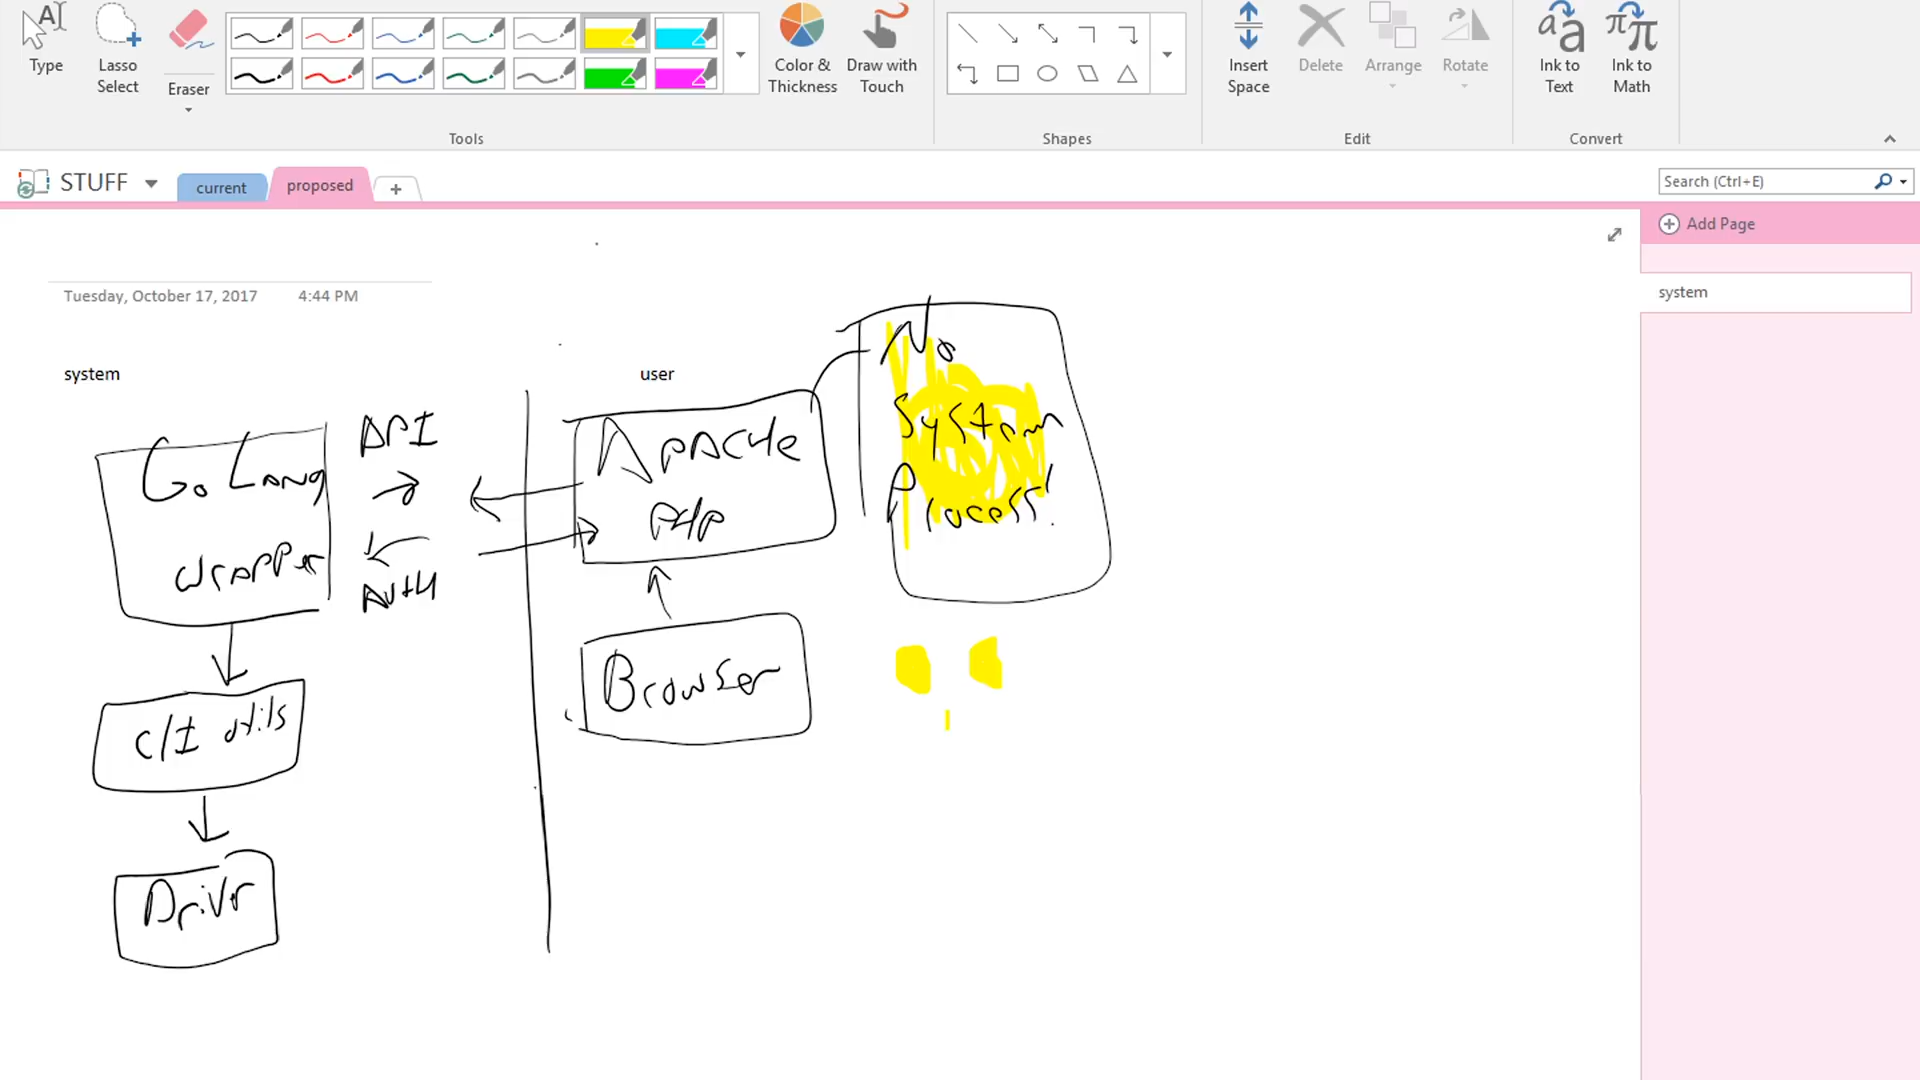 Type
Lasso
Select
Eraser
Color &
Thickness
Draw with
Touch
Insert
Space
Delete
Arrange
Rotate
Ink to
Text
Ink to
Math
Tools
Shapes
Edit
Convert
STUFF
current
proposed
Search (Ctrl+E)
Add Page
system
Tuesday, October 17, 2017 4:44 PM
system
user
Go Lang
wrapper
API
Auth
Apache
PHP
No
System
Process!
Browser
C/I utils
Driver